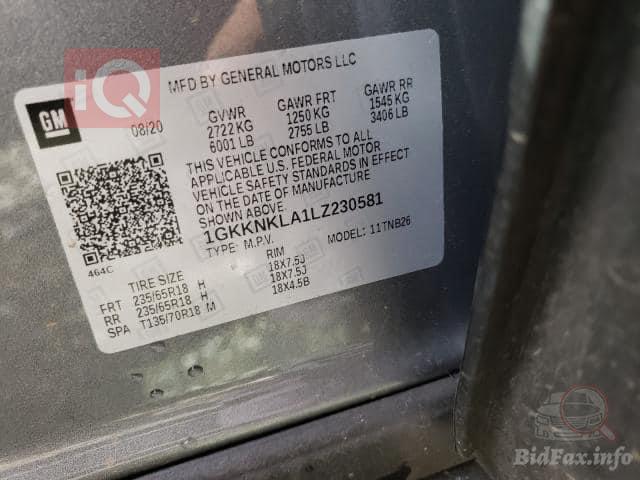 iQ
GM
MFD BY GENERAL MOTORS LLC
08/20 GVWR GAWR FRT GAWR RR
2722 KG 1250 KG 1545 KG
6001 LB 2755 LB 3406 LB
THIS VEHICLE CONFORMS TO ALL
APPLICABLE U.S. FEDERAL MOTOR
VEHICLE SAFETY STANDARDS IN EFFECT
ON THE DATE OF MANUFACTURE
SHOWN ABOVE.
1GKKNKLA1LZ230581
TYPE: M.P.V. MODEL: 11TNB26
464C
TIRE SIZE RIM
FRT 235/65R18 H 18X7.5J
RR 235/65R18 H 18X7.5J
SPA T135/70R18 M 18X4.5B
BidFax.info